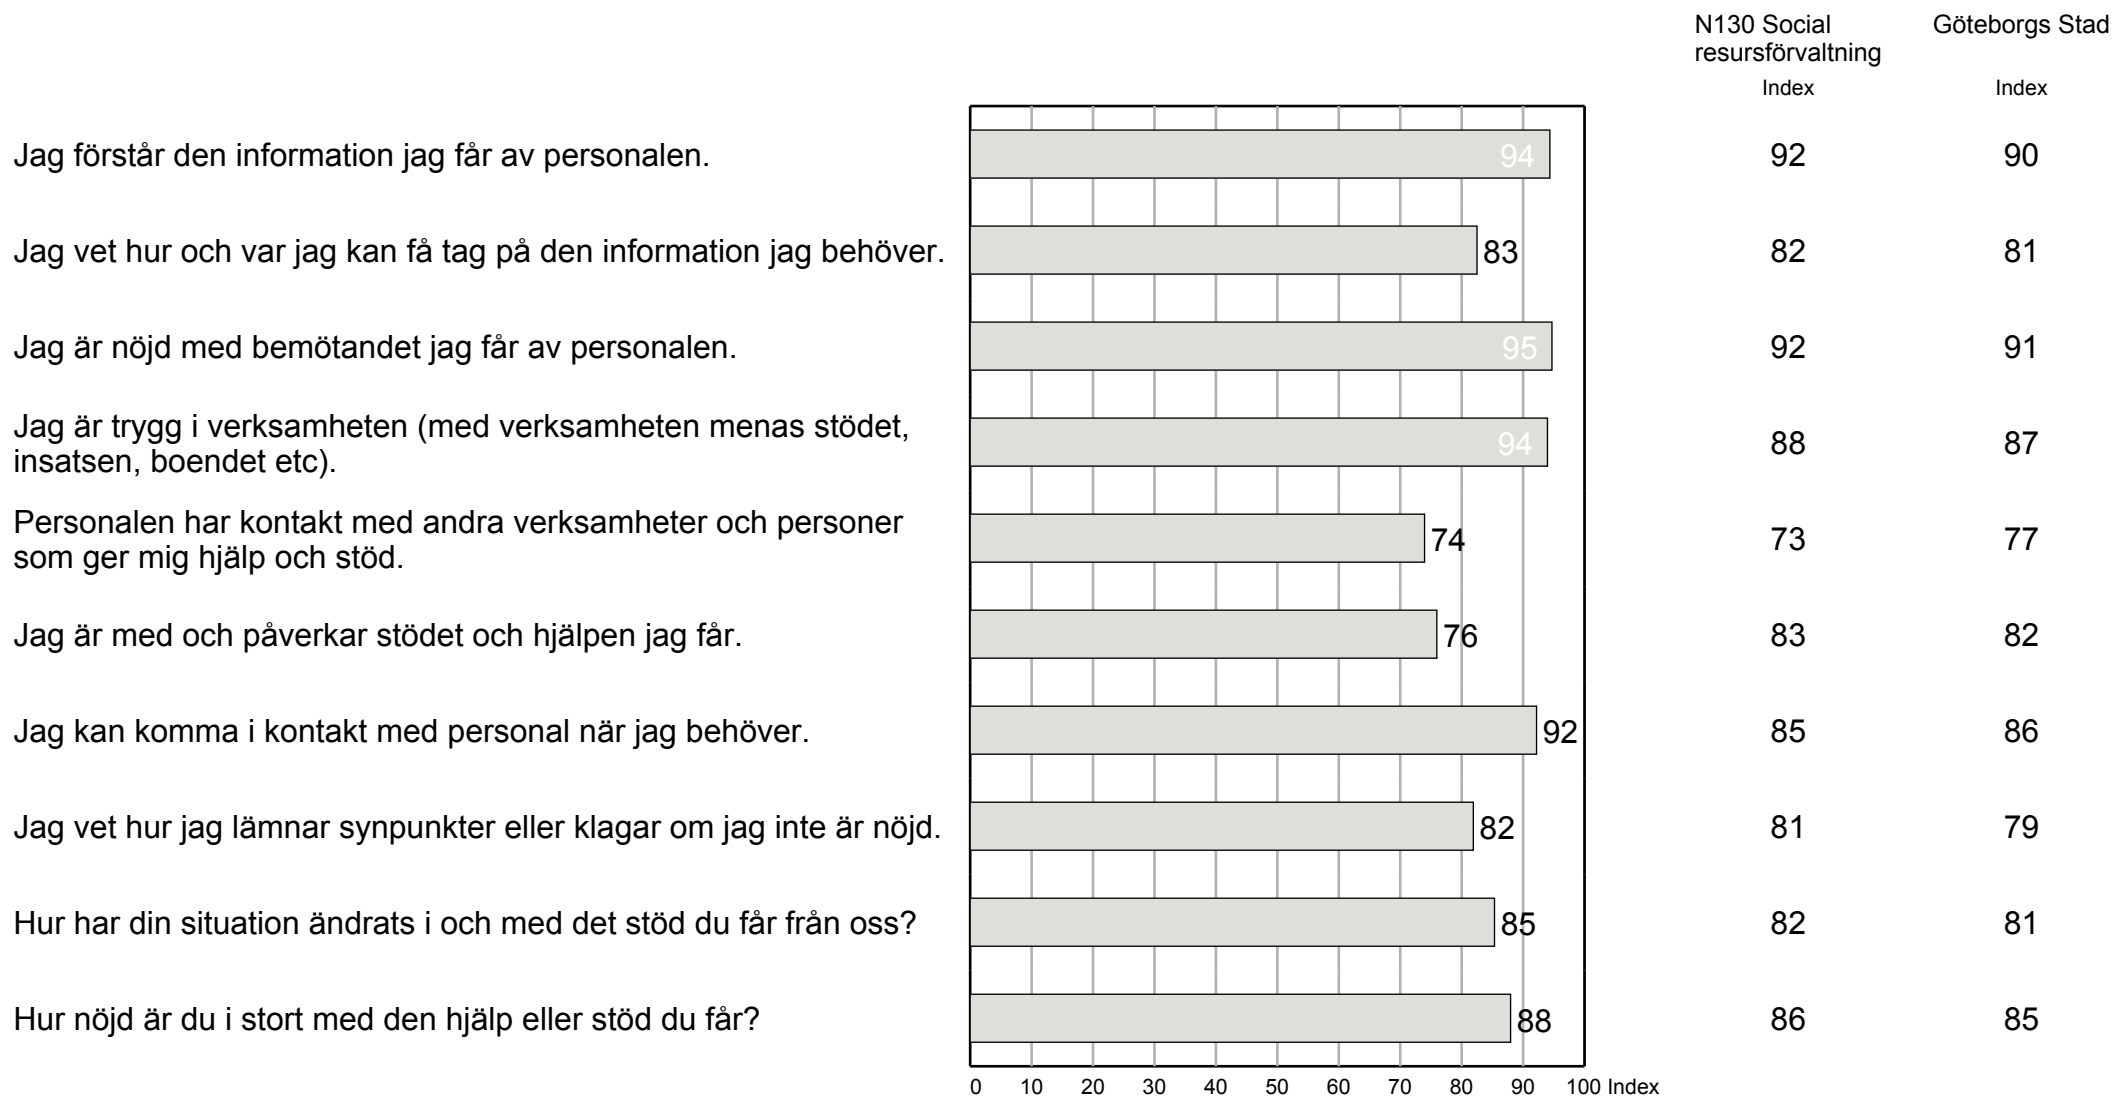 N130 Social
resursförvaltning
Göteborgs Stad
Index
Index
Jag förstår den information jag får av personalen.
94
92
90
Jag vet hur och var jag kan få tag på den information jag behöver.
83
82
81
Jag är nöjd med bemötandet jag får av personalen.
95
92
91
Jag är trygg i verksamheten (med verksamheten menas stödet,
insatsen, boendet etc).
94
88
87
Personalen har kontakt med andra verksamheter och personer
som ger mig hjälp och stöd.
74
73
77
Jag är med och påverkar stödet och hjälpen jag får.
76
83
82
Jag kan komma i kontakt med personal när jag behöver.
92
85
86
Jag vet hur jag lämnar synpunkter eller klagar om jag inte är nöjd.
82
81
79
Hur har din situation ändrats i och med det stöd du får från oss?
85
82
81
Hur nöjd är du i stort med den hjälp eller stöd du får?
88
86
85
0 10 20 30 40 50 60 70 80 90 100 Index